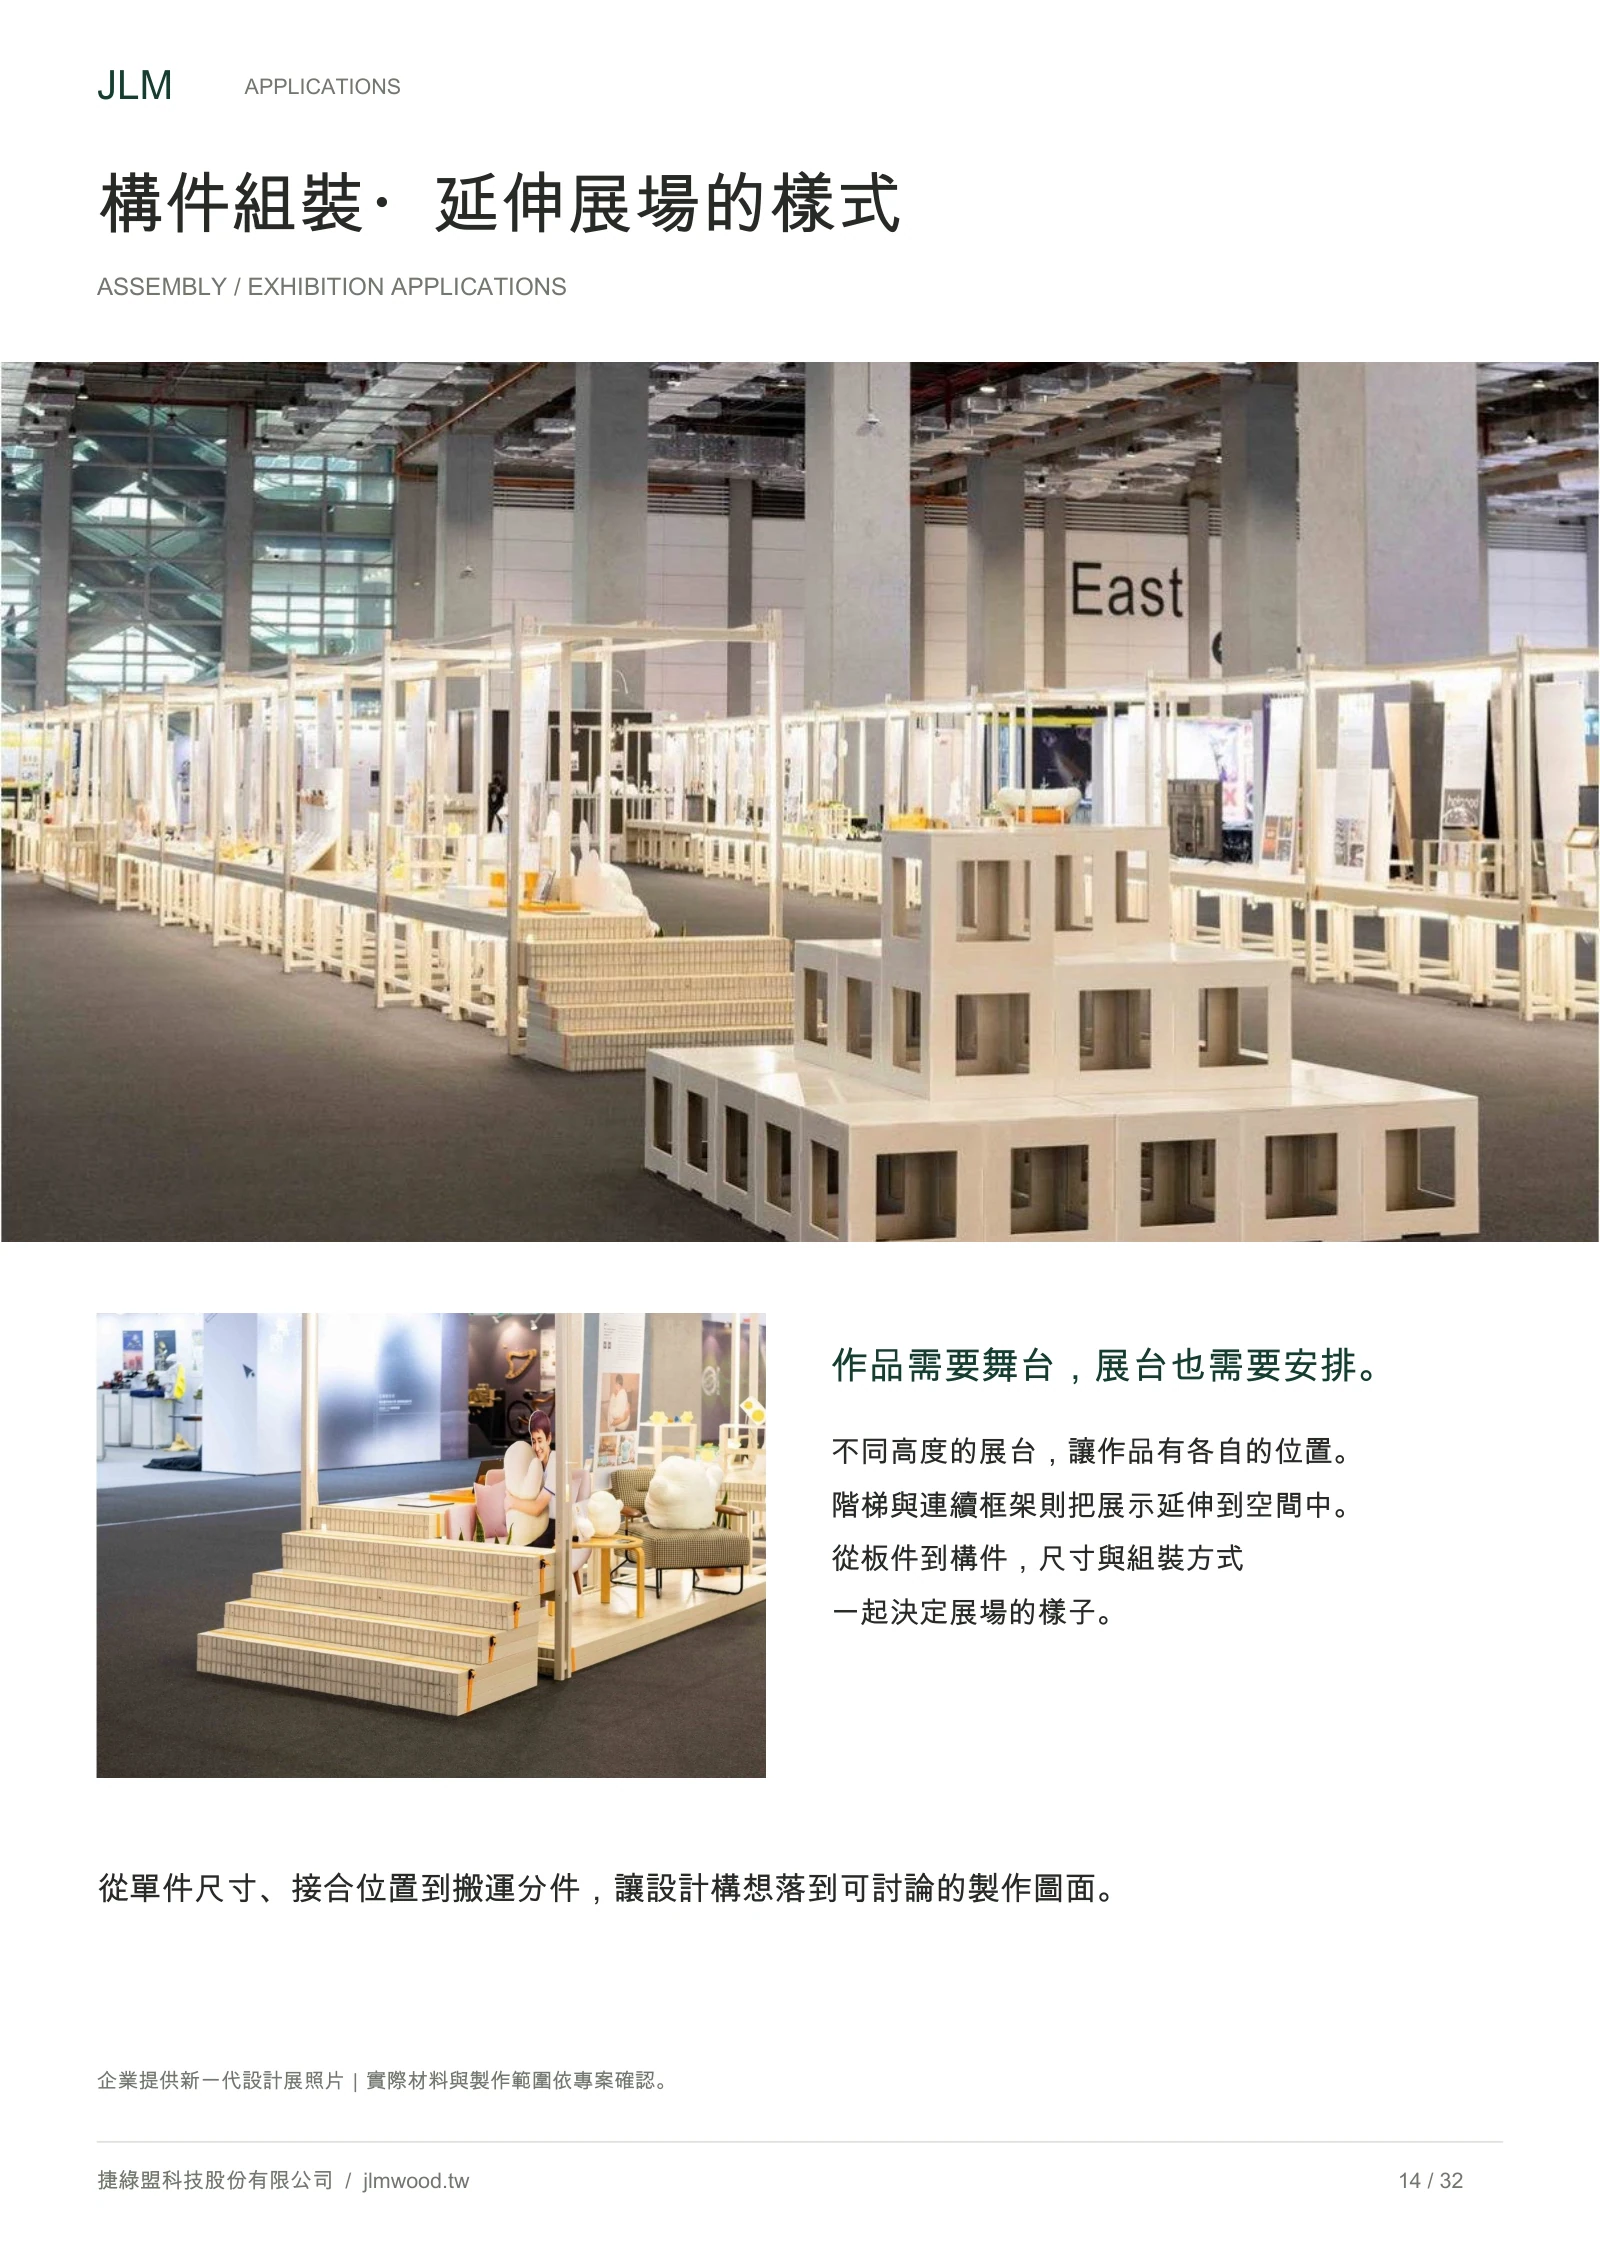 JLM
APPLICATIONS
構件組裝· 延伸展場的樣式
ASSEMBLY / EXHIBITION APPLICATIONS
East
作品需要舞台，展台也需要安排。
不同高度的展台，讓作品有各自的位置。
階梯與連續框架則把展示延伸到空間中。
從板件到構件，尺寸與組裝方式
一起決定展場的樣子。
從單件尺寸、接合位置到搬運分件，讓設計構想落到可討論的製作圖面。
企業提供新一代設計展照片 | 實際材料與製作範圍依專案確認。
捷綠盟科技股份有限公司 / jlmwood.tw
14 / 32